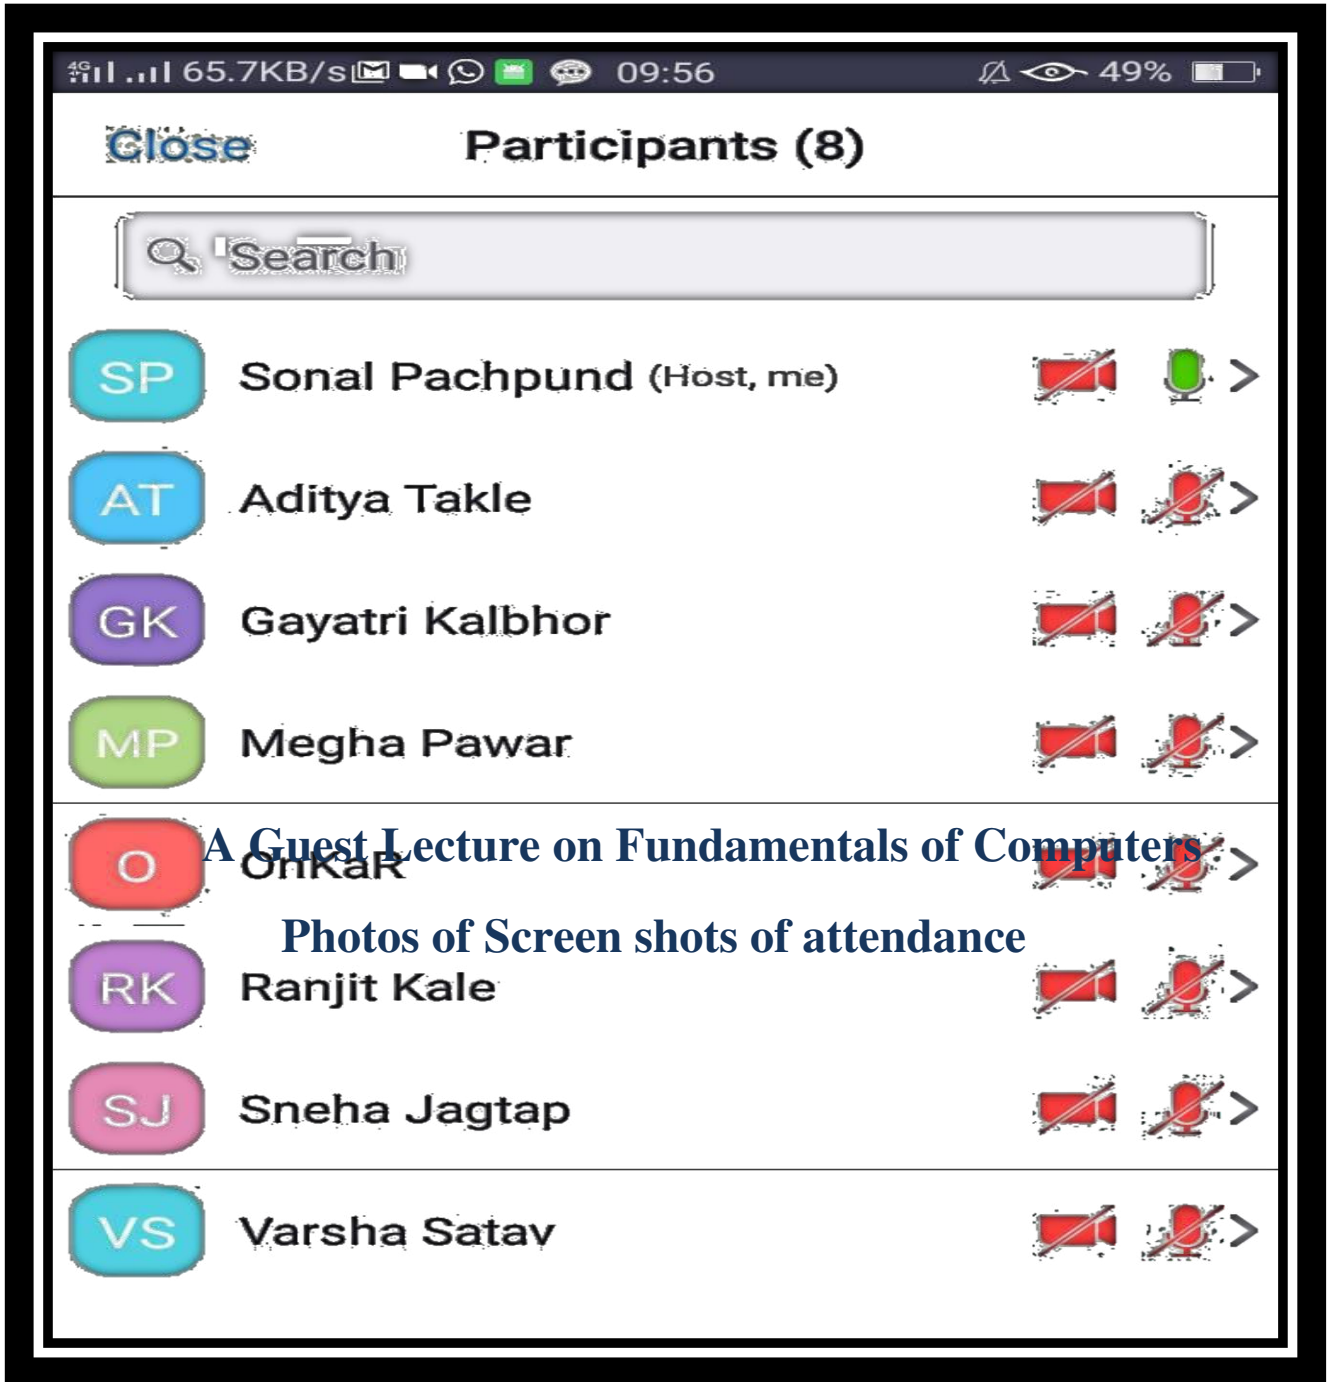 4G 65.7KB/s 09:56 49%
Close Participants (8)
Search
SP Sonal Pachpund (Host, me)
AT Aditya Takle
GK Gayatri Kalbhor
MP Megha Pawar
A Guest Lecture on Fundamentals of Computers
O OnKaR
Photos of Screen shots of attendance
RK Ranjit Kale
SJ Sneha Jagtap
VS Varsha Satav